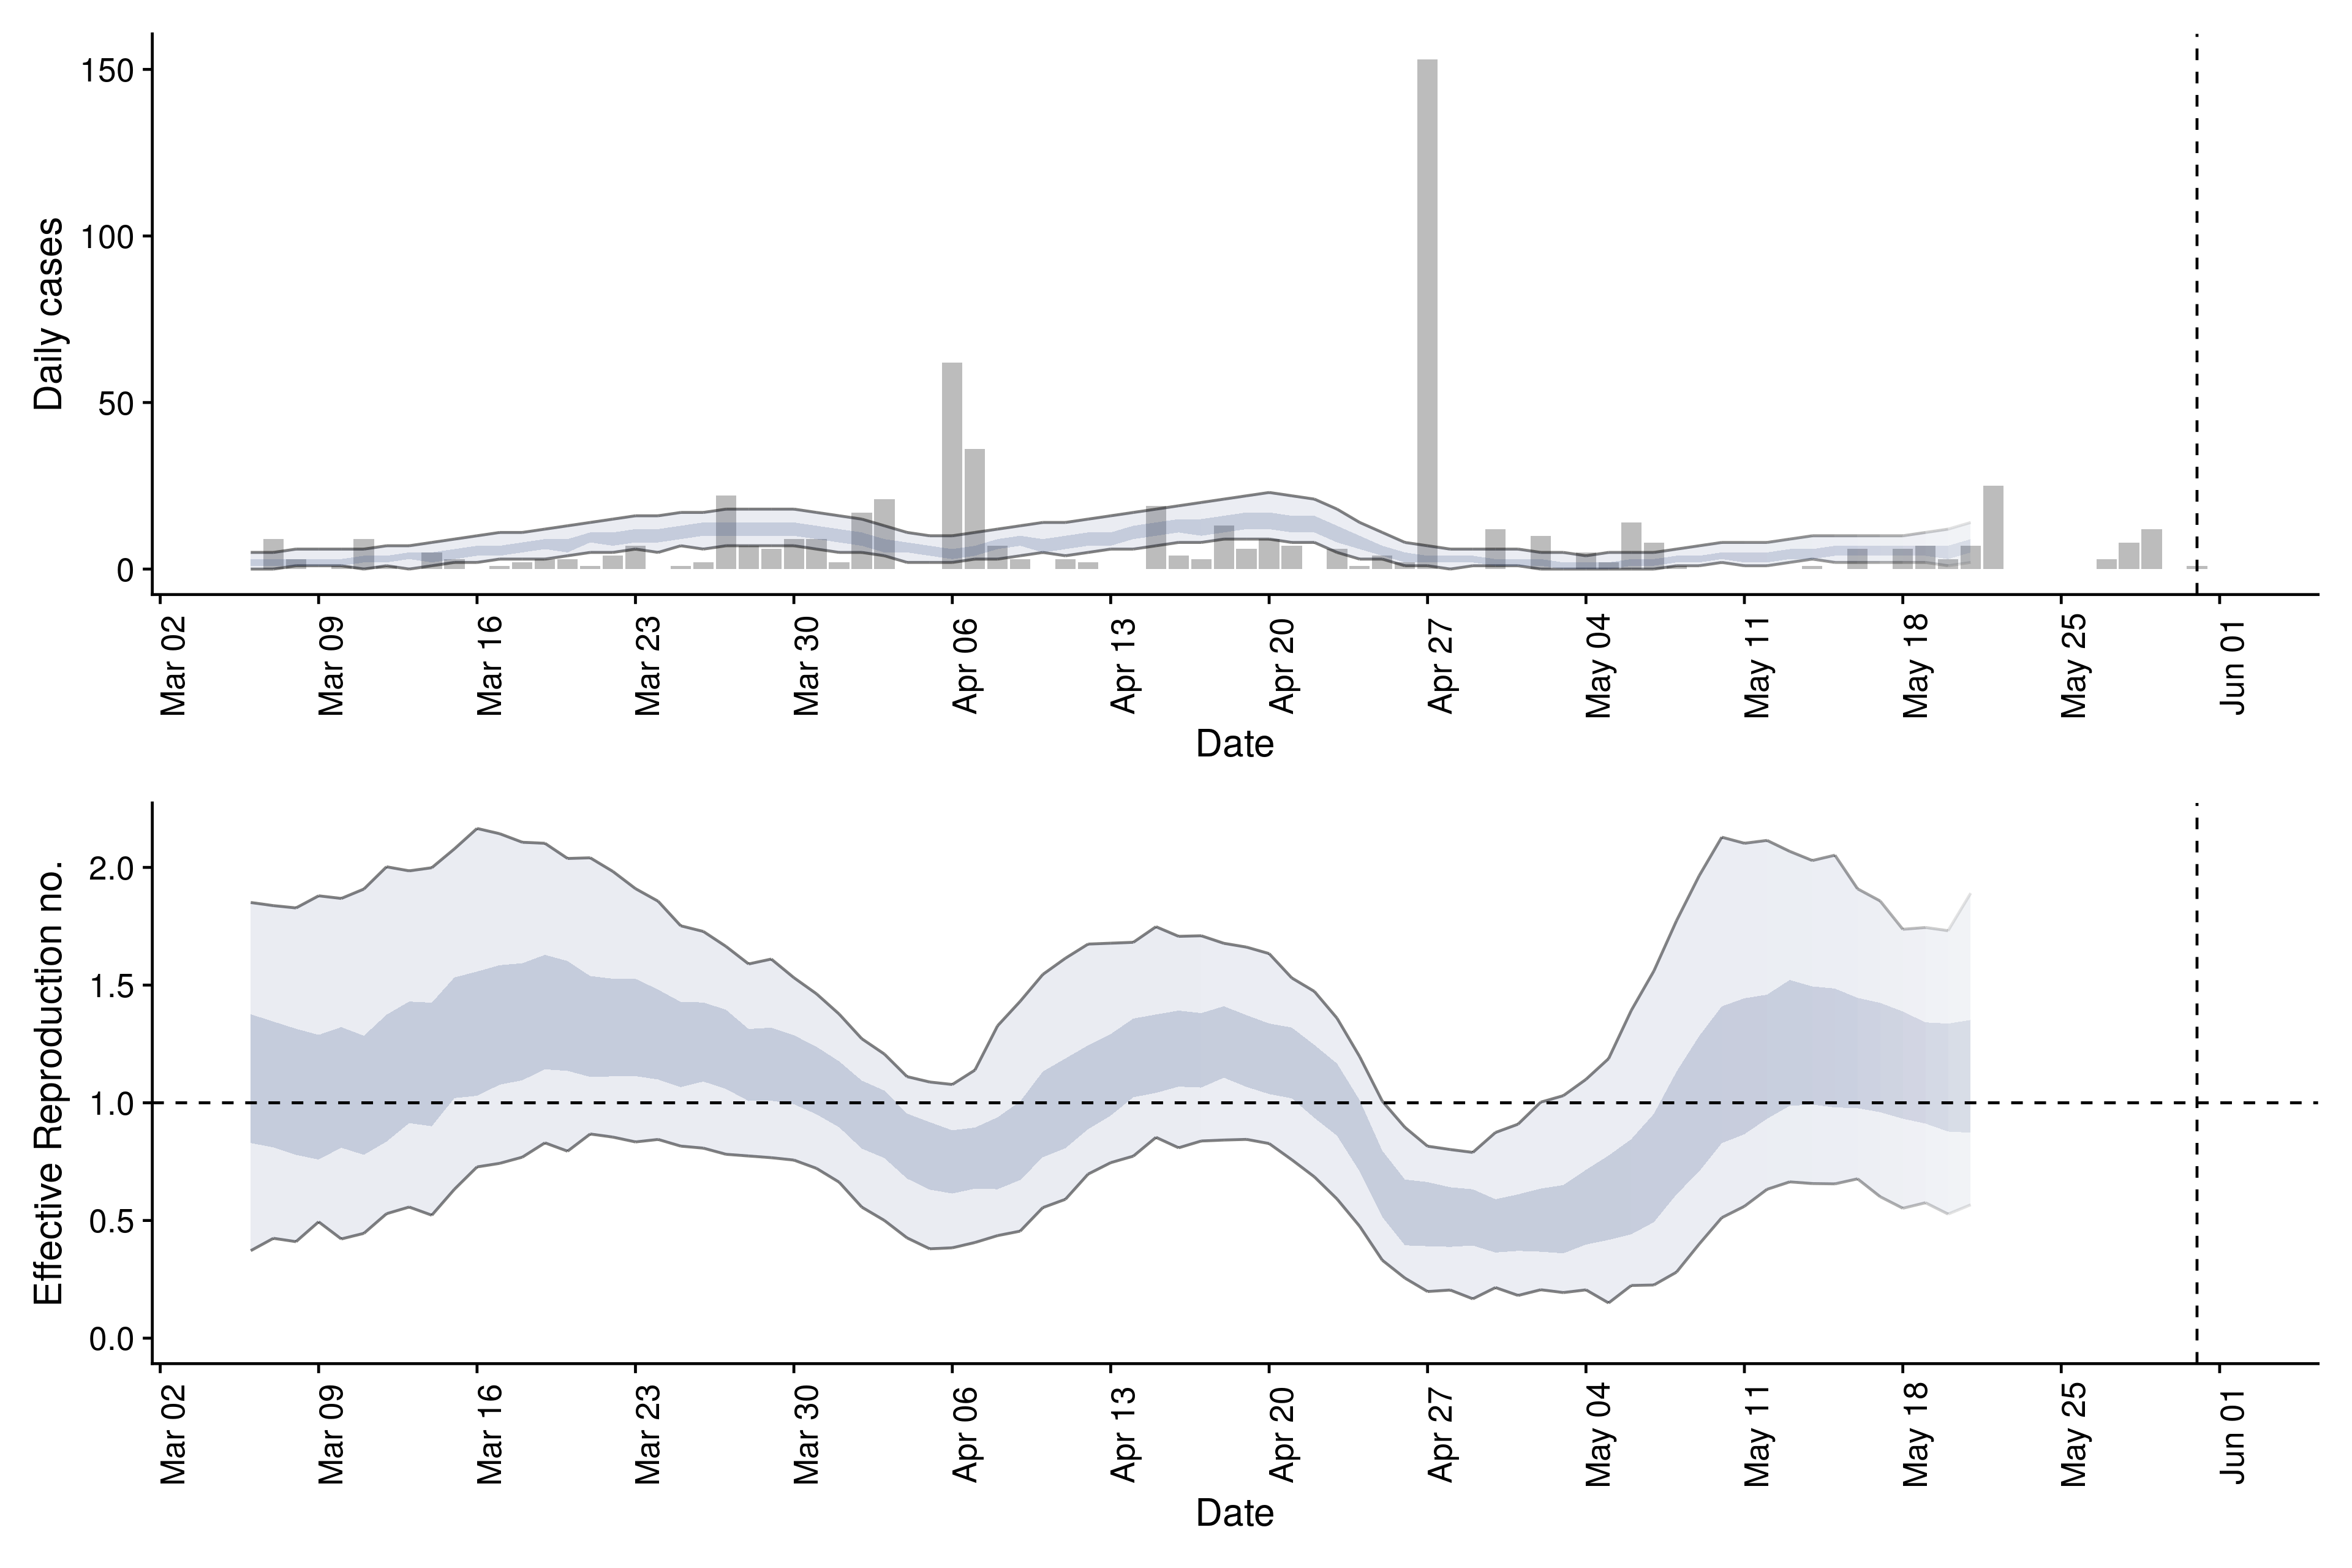 Daily cases
150
100
50
0
Mar 02
Mar 09
Mar 16
Mar 23
Mar 30
Apr 06
Apr 13
Apr 20
Apr 27
May 04
May 11
May 18
May 25
Jun 01
Date
Effective Reproduction no.
2.0
1.5
1.0
0.5
0.0
Mar 02
Mar 09
Mar 16
Mar 23
Mar 30
Apr 06
Apr 13
Apr 20
Apr 27
May 04
May 11
May 18
May 25
Jun 01
Date